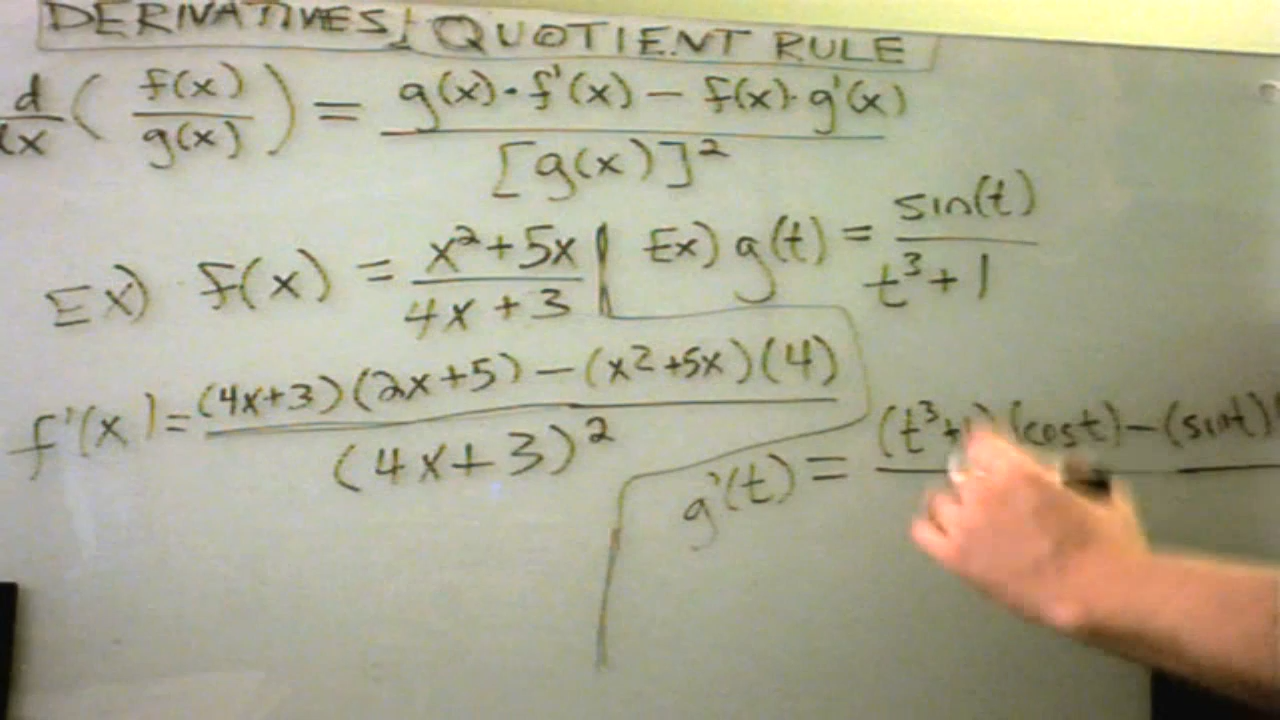 DERIVATIVES: QUOTIENT RULE
d/dx ( f(x) / g(x) ) = g(x) · f'(x) − f(x) · g'(x) / [g(x)]²
Ex) f(x) = x² + 5x / 4x + 3
Ex) g(t) = sin(t) / t³ + 1
f'(x) = (4x+3)(2x+5) − (x²+5x)(4) / (4x+3)²
g'(t) = (t³+1)(cost) − (sint)